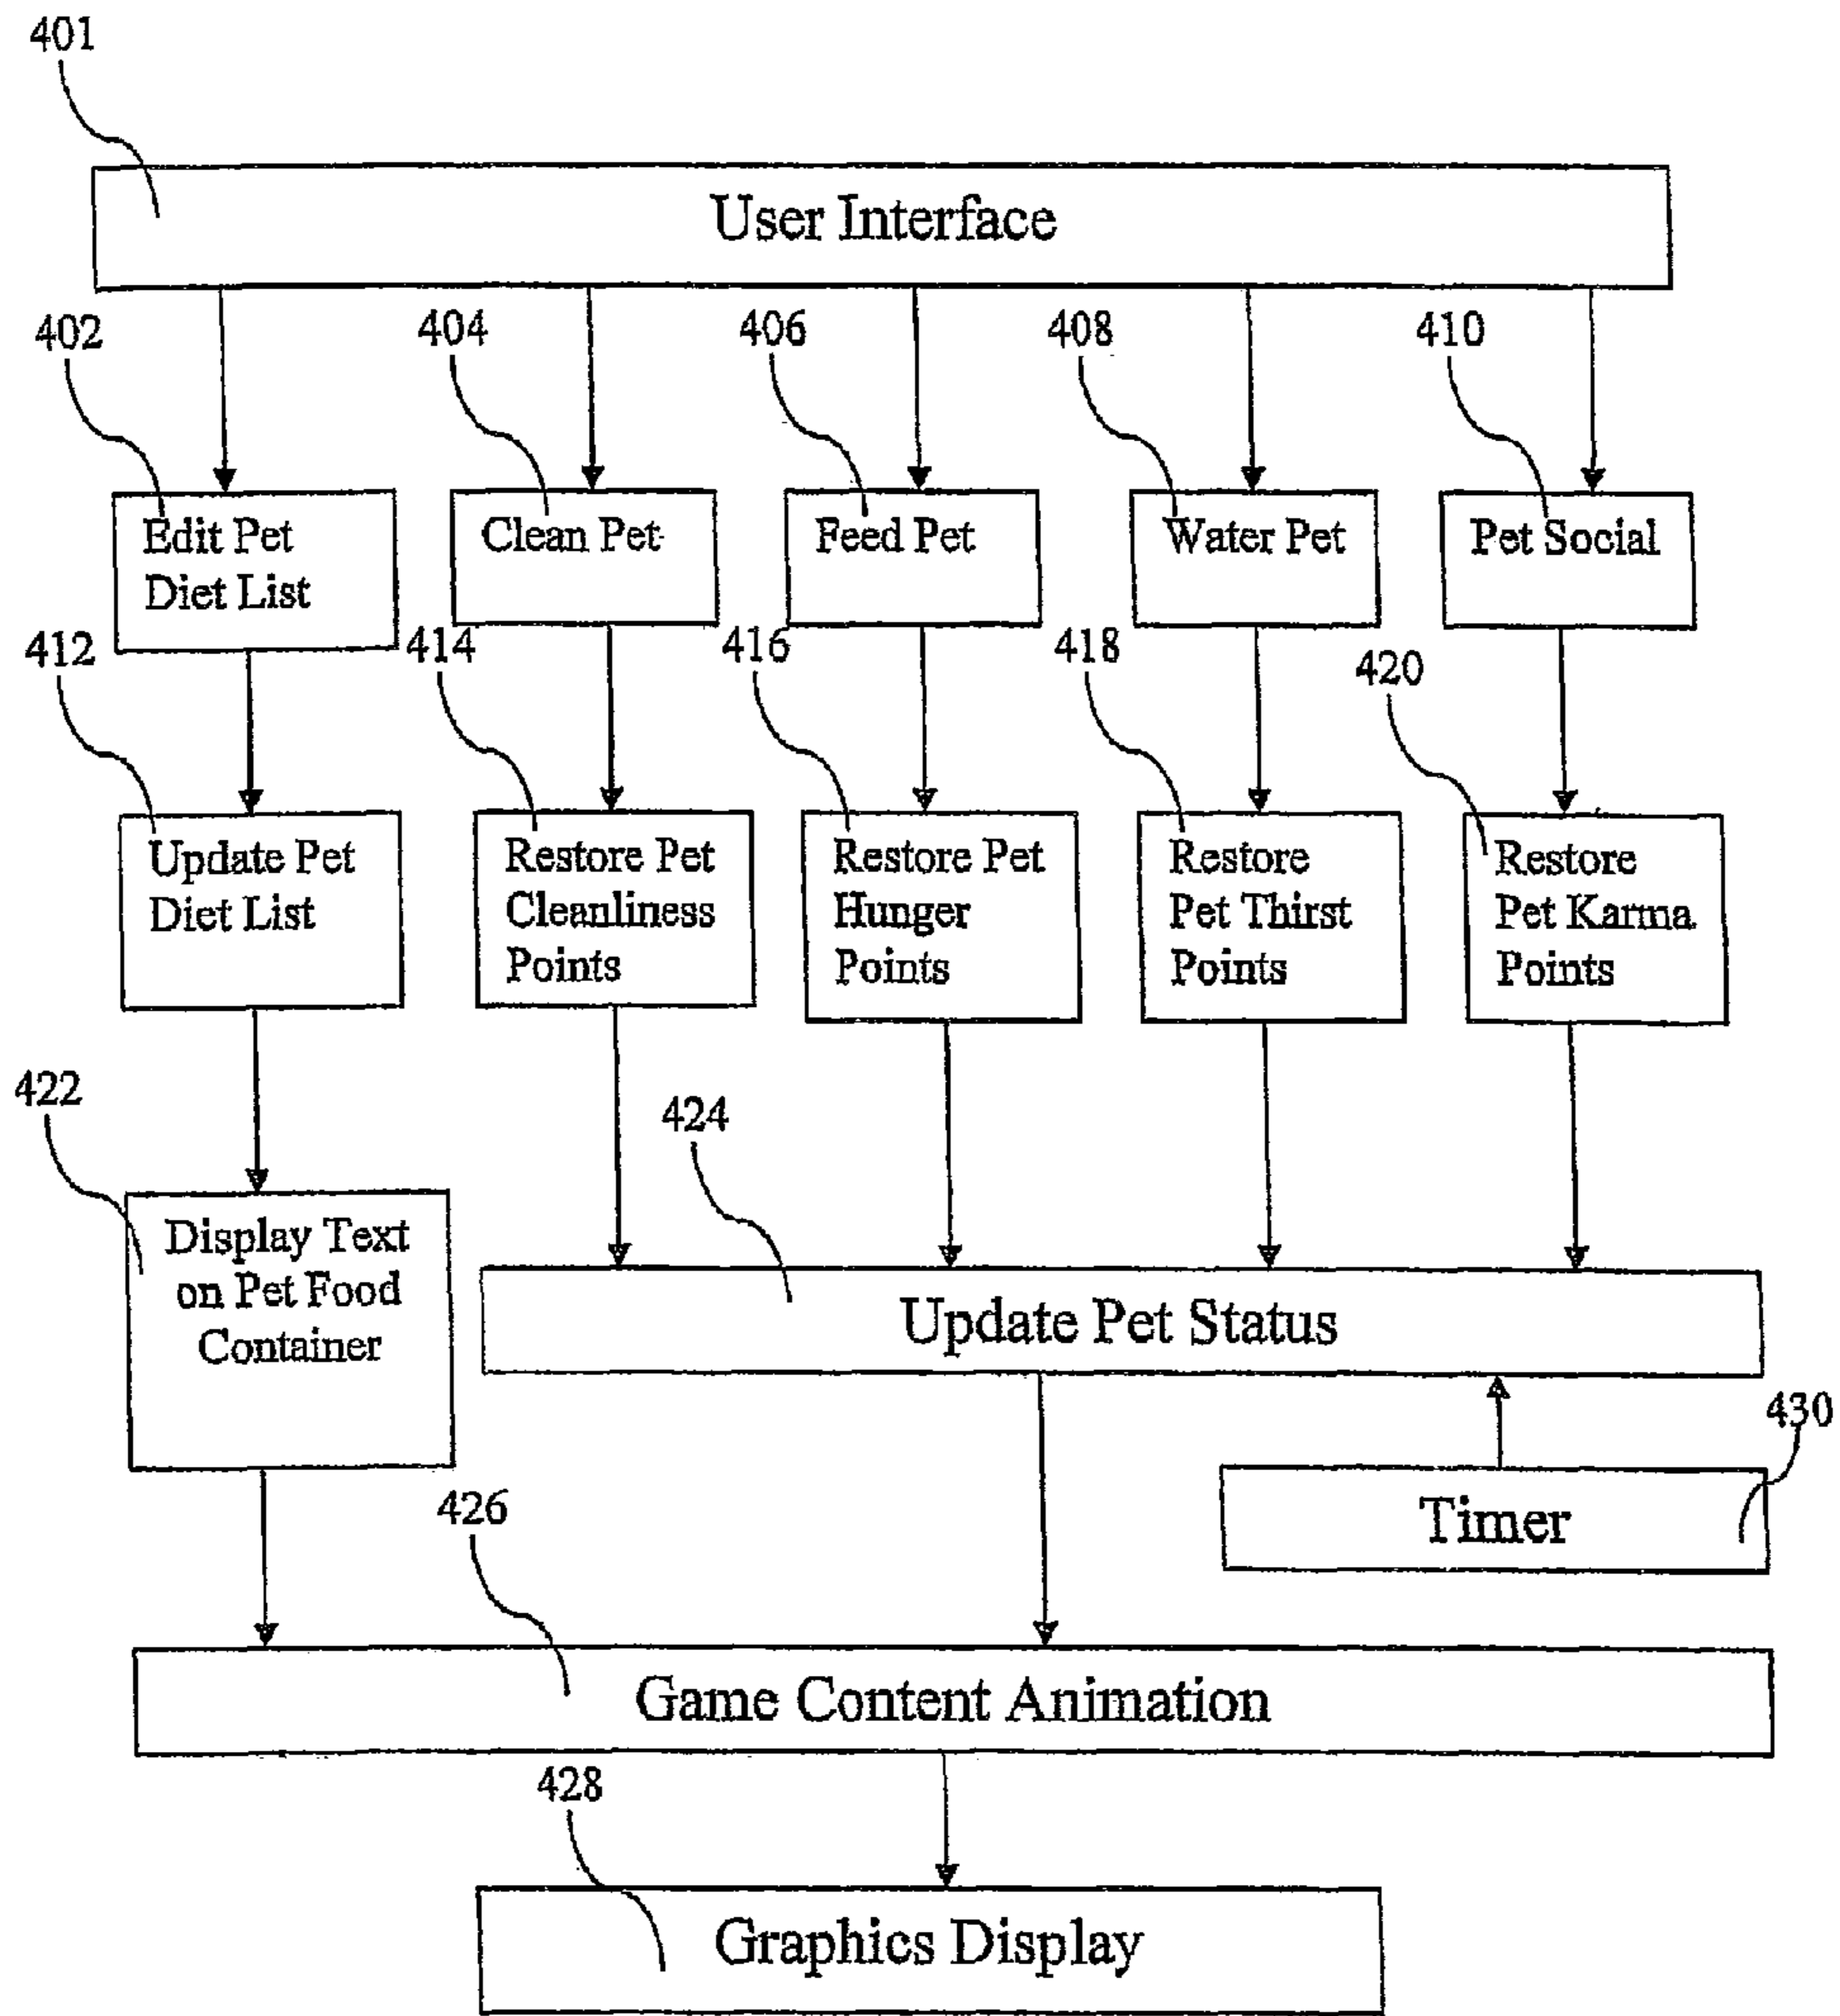 401
User Interface
402
404
406
408
410
Edit Pet
Diet List
Clean Pet
Feed Pet
Water Pet
Pet Social
412
414
416
418
420
Update Pet
Diet List
Restore Pet
Cleanliness
Points
Restore Pet
Hunger
Points
Restore
Pet Thirst
Points
Restore
Pet Karma
Points
422
424
Display Text
on Pet Food
Container
Update Pet Status
430
Timer
426
Game Content Animation
428
Graphics Display